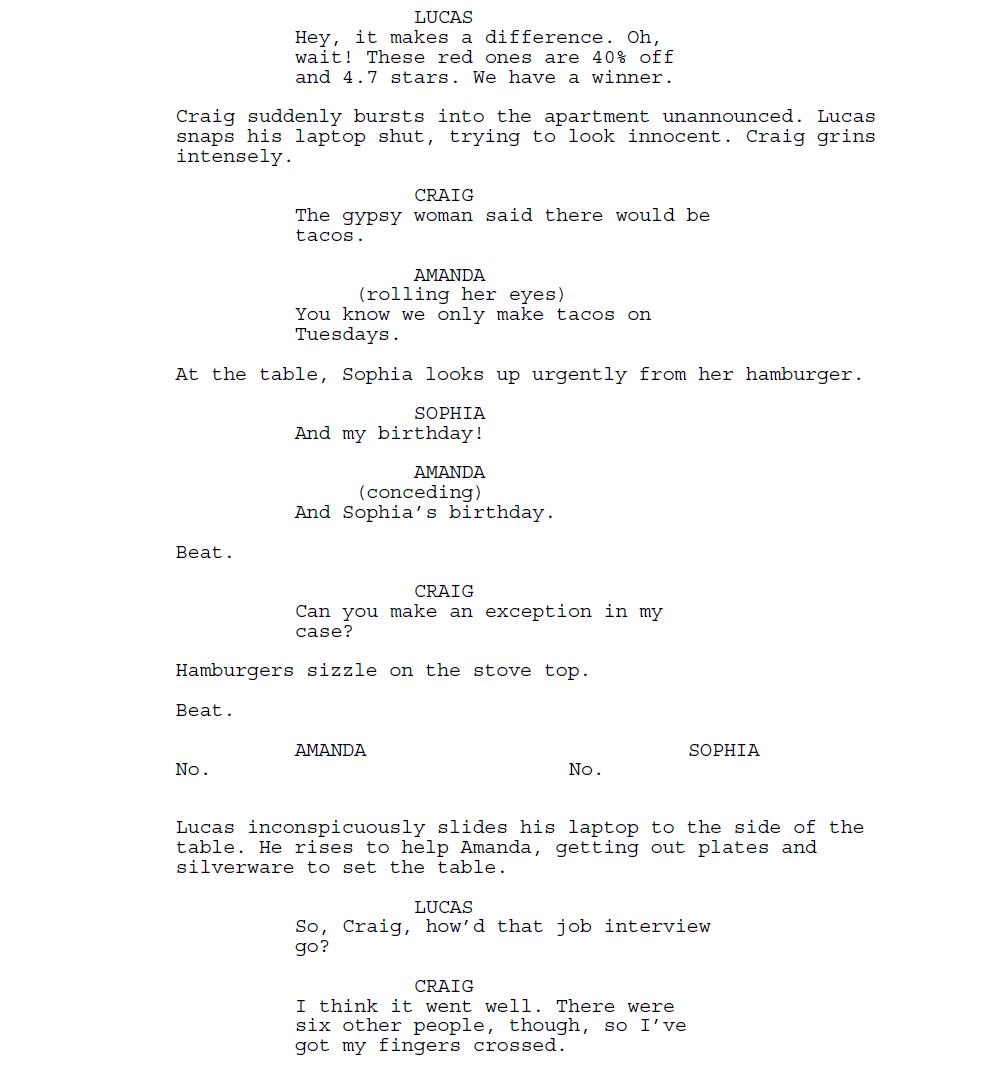 LUCAS
Hey, it makes a difference. Oh,
wait! These red ones are 40% off
and 4.7 stars. We have a winner.
Craig suddenly bursts into the apartment unannounced. Lucas
snaps his laptop shut, trying to look innocent. Craig grins
intensely.
CRAIG
The gypsy woman said there would be
tacos.
AMANDA
(rolling her eyes)
You know we only make tacos on
Tuesdays.
At the table, Sophia looks up urgently from her hamburger.
SOPHIA
And my birthday!
AMANDA
(conceding)
And Sophia's birthday.
Beat.
CRAIG
Can you make an exception in my
case?
Hamburgers sizzle on the stove top.
Beat.
AMANDA SOPHIA
No. No.
Lucas inconspicuously slides his laptop to the side of the
table. He rises to help Amanda, getting out plates and
silverware to set the table.
LUCAS
So, Craig, how'd that job interview
go?
CRAIG
I think it went well. There were
six other people, though, so I've
got my fingers crossed.